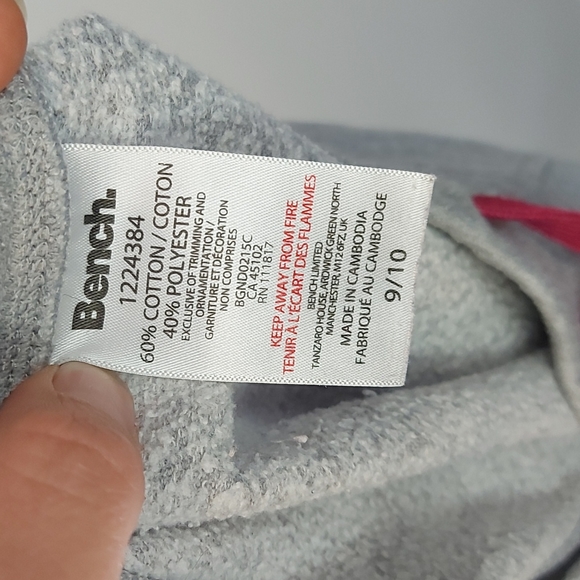 Bench.
1224384
60% COTTON / COTON
40% POLYESTER
EXCLUSIVE OF TRIMMING AND
ORNAMENTATION /
GARNITURE ET DÉCORATION
NON COMPRISES
BGND0215C
CA 45102
RN 111817
KEEP AWAY FROM FIRE
TENIR À L'ÉCART DES FLAMMES
BENCH LIMITED
TANZARO HOUSE, ARDWICK GREEN NORTH
MANCHESTER, M12 6FZ. UK
MADE IN CAMBODIA
FABRIQUÉ AU CAMBODGE
9/10